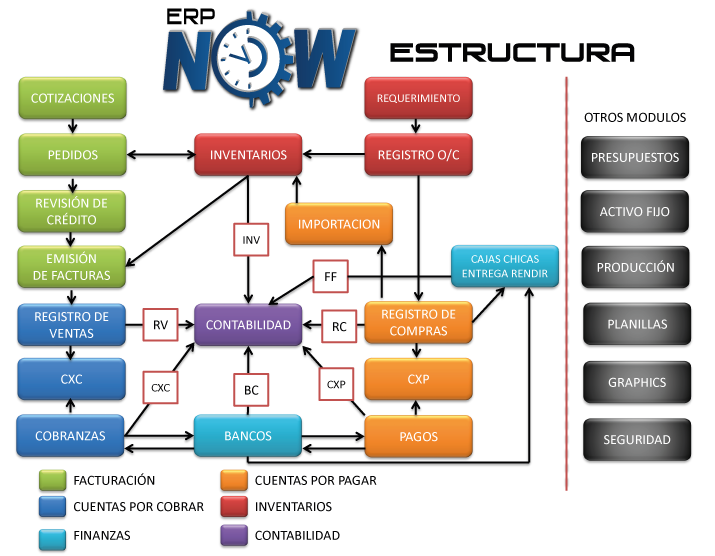 ERP
NOW
ESTRUCTURA
COTIZACIONES
REQUERIMIENTO
OTROS MODULOS
PEDIDOS
INVENTARIOS
REGISTRO O/C
PRESUPUESTOS
REVISIÓN DE
CRÉDITO
IMPORTACION
ACTIVO FIJO
INV
EMISIÓN
DE FACTURAS
CAJAS CHICAS
ENTREGA RENDIR
PRODUCCIÓN
FF
REGISTRO DE
VENTAS
RV
CONTABILIDAD
RC
REGISTRO DE
COMPRAS
PLANILLAS
CXC
CXC
BC
CXP
CXP
GRAPHICS
COBRANZAS
BANCOS
PAGOS
SEGURIDAD
FACTURACIÓN
CUENTAS POR PAGAR
CUENTAS POR COBRAR
INVENTARIOS
FINANZAS
CONTABILIDAD